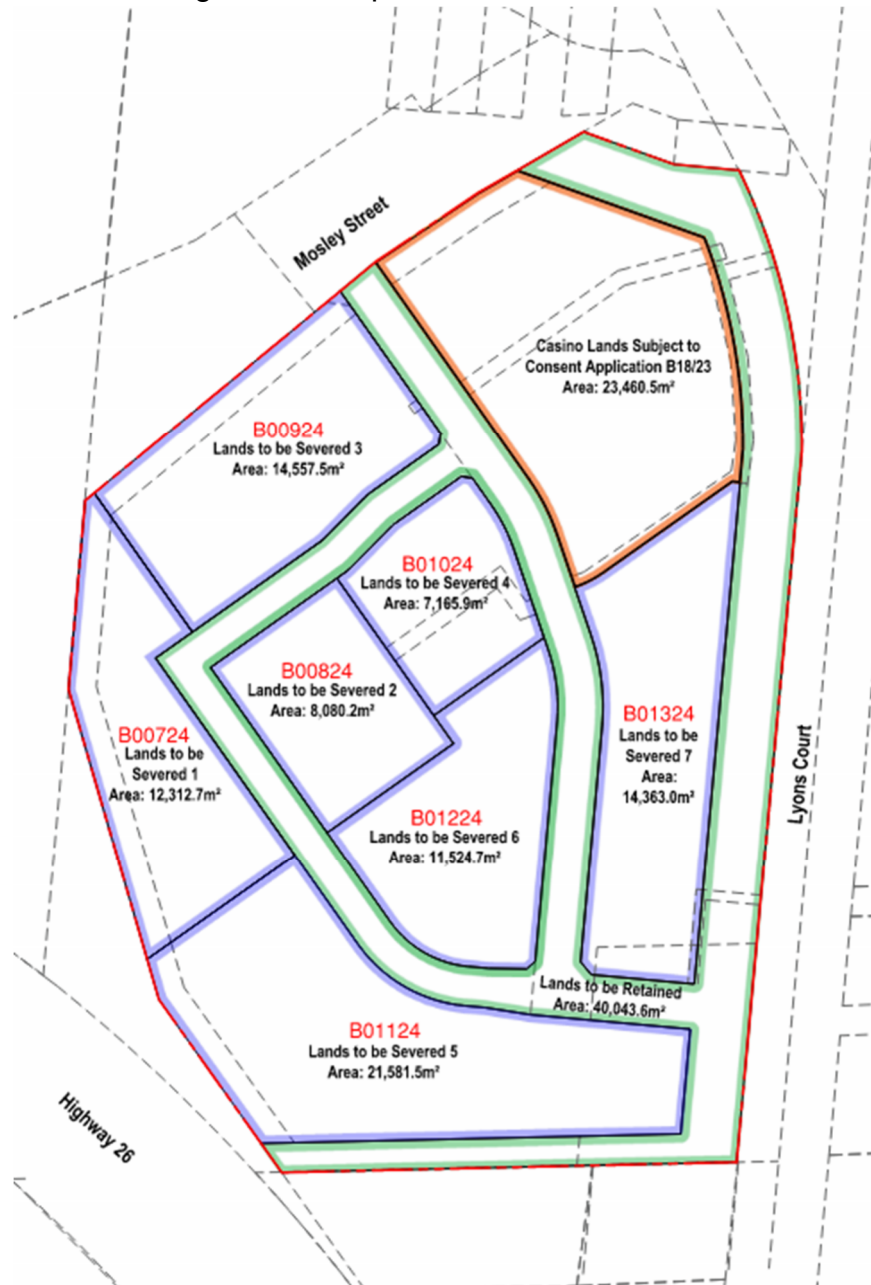 Mosley Street
Casino Lands Subject to
Consent Application B18/23
Area: 23,460.5m²
B00924
Lands to be Severed 3
Area: 14,557.5m²
B01024
Lands to be Severed 4
Area: 7,165.9m²
B00824
Lands to be Severed 2
Area: 8,080.2m²
B00724
Lands to be
Severed 1
Area: 12,312.7m²
B01324
Lands to be
Severed 7
Area:
14,363.0m²
Lyons Court
B01224
Lands to be Severed 6
Area: 11,524.7m²
Lands to be Retained
Area: 40,043.6m²
B01124
Lands to be Severed 5
Area: 21,581.5m²
Highway 26